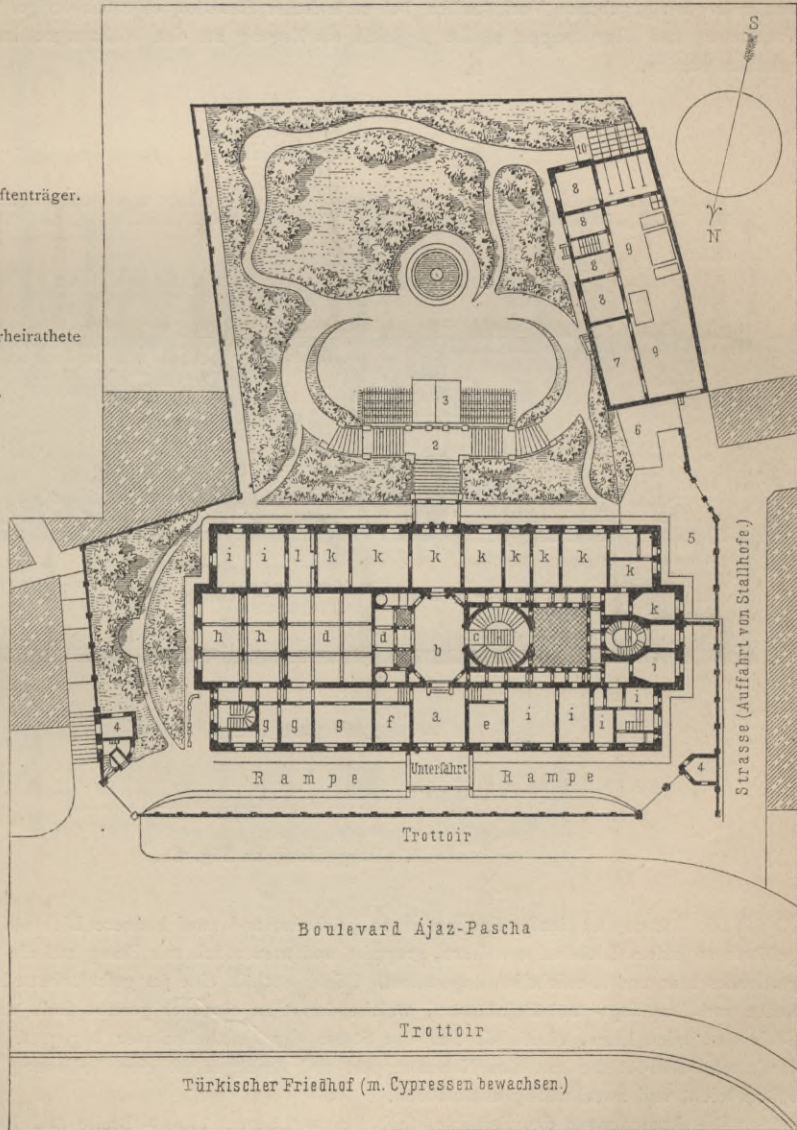 S
N
ftenträger.
rheirathete
10
8
8
8
8
9
9
7
6
3
2
5
i i l k k k k k k k k
h h d d b c k
i
g g g f a e i i i i
4
4
Rampe Unterfahrt Rampe
Strasse (Auffahrt von Stallhofe.)
Trottoir
Boulevard Ájaz-Pascha
Trottoir
Türkischer Friedhof (m. Cypressen bewachsen.)